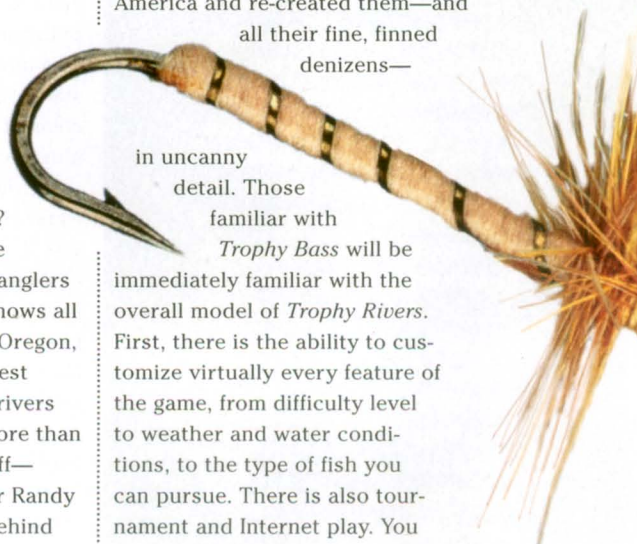 ?
e
anglers
nows all
Oregon,
est
rivers
ore than
ff—
r Randy
ehind
America and re-created them—and
all their fine, finned
denizens—
in uncanny
detail. Those
familiar with
Trophy Bass will be
immediately familiar with the
overall model of Trophy Rivers.
First, there is the ability to cus-
tomize virtually every feature of
the game, from difficulty level
to weather and water condi-
tions, to the type of fish you
can pursue. There is also tour-
nament and Internet play. You